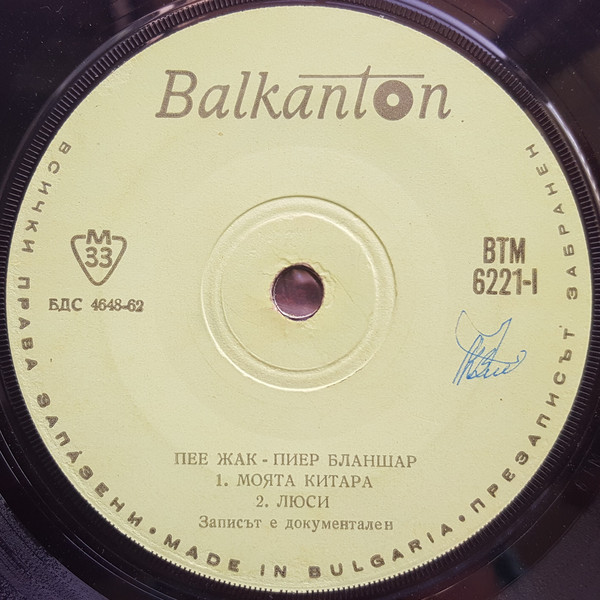 Balkanton
ВСИЧКИ ПРАВА ЗАПАЗЕНИ • MADE IN BULGARIA • ПРЕЗАПИСЪТ ЗАБРАНЕН
М
33
БДС 4648-62
ВТМ
6221-I
ПЕЕ ЖАК - ПИЕР БЛАНШАР
1. МОЯТА КИТАРА
2. ЛЮСИ
Записът е документален